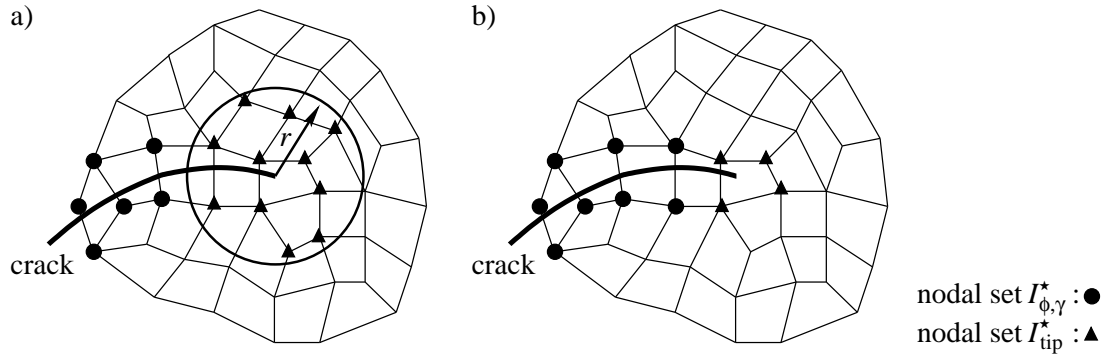 a)
b)
r
crack
crack
nodal set I*ϕ,γ : ●
nodal set I*tip : ▲